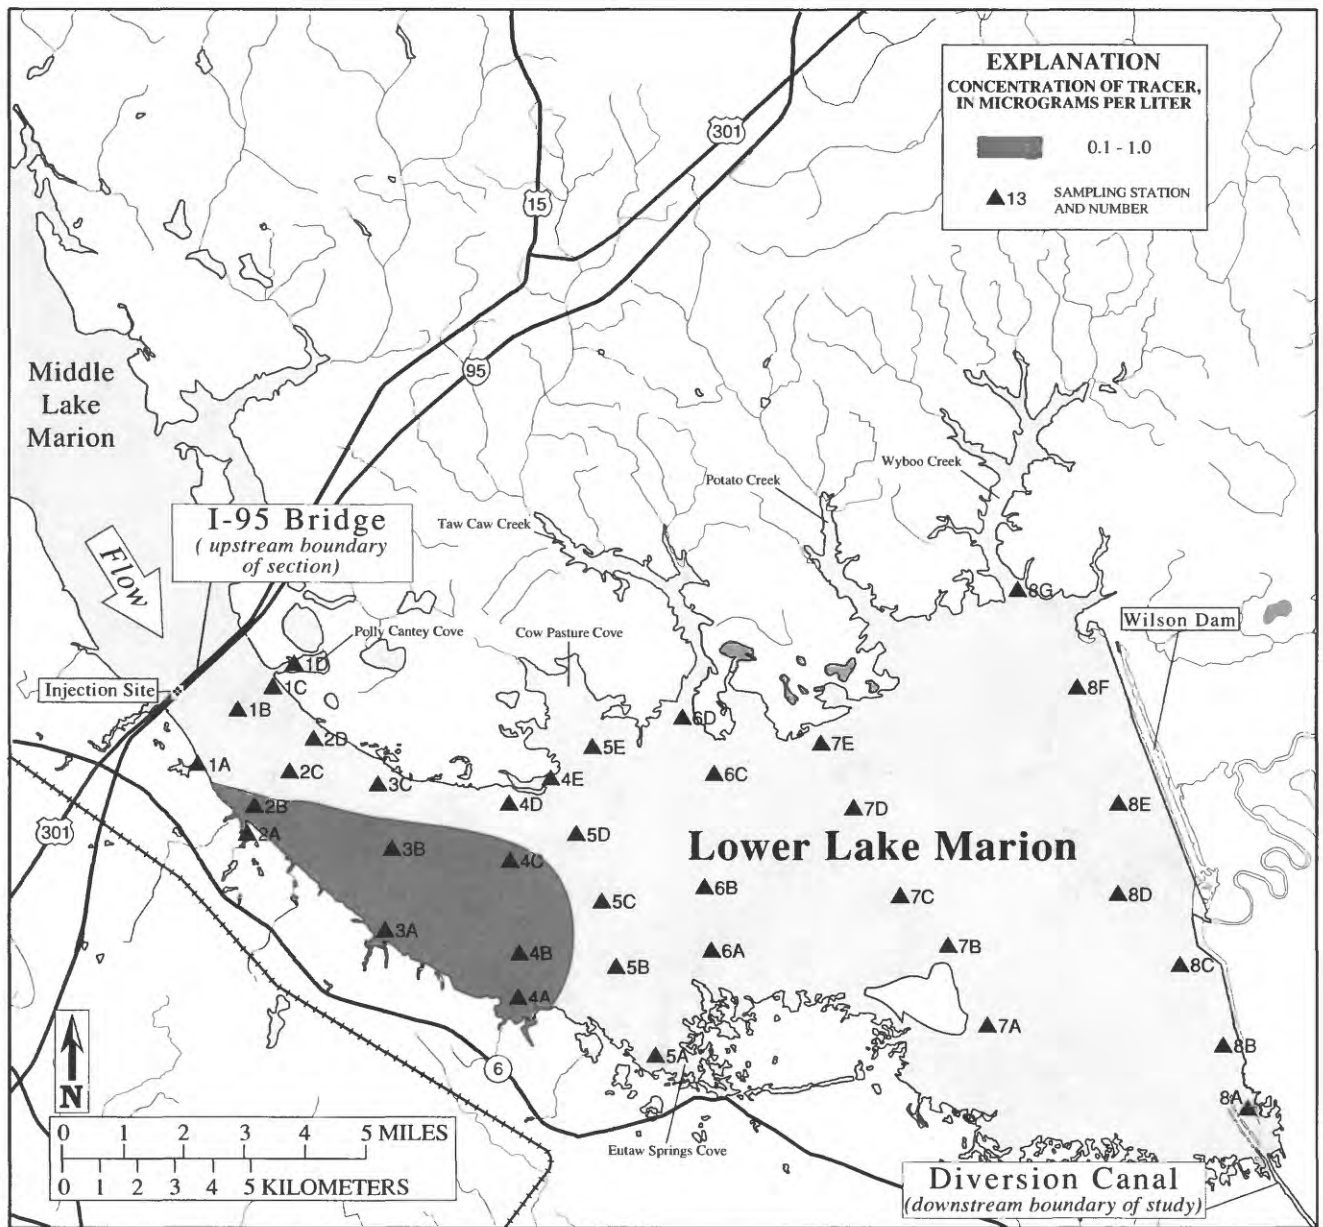 EXPLANATION
CONCENTRATION OF TRACER,
IN MICROGRAMS PER LITER
0.1 - 1.0
13
SAMPLING STATION
AND NUMBER
301
15
95
Middle
Lake
Marion
Wyboo Creek
Potato Creek
Taw Caw Creek
I-95 Bridge
( upstream boundary
of section)
Flow
Polly Cantey Cove
Cow Pasture Cove
Wilson Dam
Injection Site
8G
1D
1C
1B
8F
6D
2D
5E
7E
1A
2C
6C
4E
3C
2B
4D
7D
8E
301
2A
5D
3B
Lower Lake Marion
4C
6B
7C
8D
5C
3A
7B
4B
6A
5B
8C
4A
7A
5A
8B
6
N
8A
7
0 1 2 3 4 5 MILES
0 1 2 3 4 5 KILOMETERS
Eutaw Springs Cove
Diversion Canal
(downstream boundary of study)